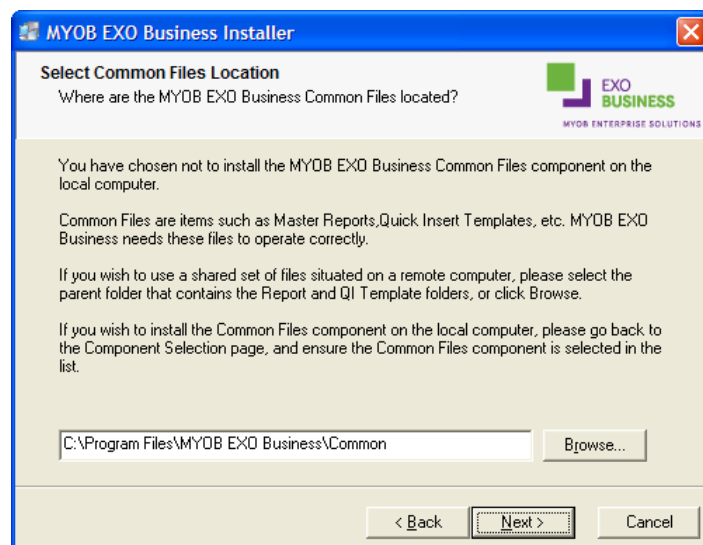 MYOB EXO Business Installer
Select Common Files Location
Where are the MYOB EXO Business Common Files located?
EXO
BUSINESS
MYOB ENTERPRISE SOLUTIONS
You have chosen not to install the MYOB EXO Business Common Files component on the
local computer.
Common Files are items such as Master Reports,Quick Insert Templates, etc. MYOB EXO
Business needs these files to operate correctly.
If you wish to use a shared set of files situated on a remote computer, please select the
parent folder that contains the Report and QI Template folders, or click Browse.
If you wish to install the Common Files component on the local computer, please go back to
the Component Selection page, and ensure the Common Files component is selected in the
list.
C:\Program Files\MYOB EXO Business\Common
Browse...
< Back
Next >
Cancel